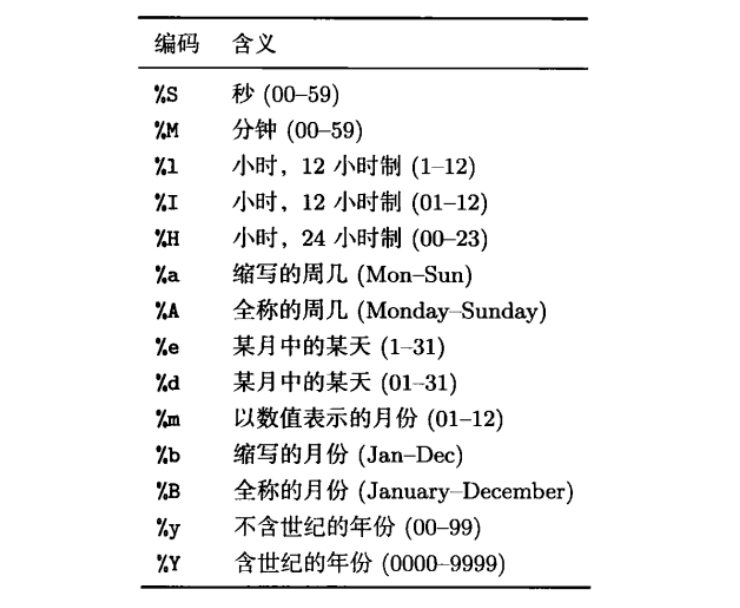 编码 含义
%S 秒 (00–59)
%M 分钟 (00–59)
%l 小时，12 小时制 (1–12)
%I 小时，12 小时制 (01–12)
%H 小时，24 小时制 (00–23)
%a 缩写的周几 (Mon–Sun)
%A 全称的周几 (Monday–Sunday)
%e 某月中的某天 (1–31)
%d 某月中的某天 (01–31)
%m 以数值表示的月份 (01–12)
%b 缩写的月份 (Jan–Dec)
%B 全称的月份 (January–December)
%y 不含世纪的年份 (00–99)
%Y 含世纪的年份 (0000–9999)